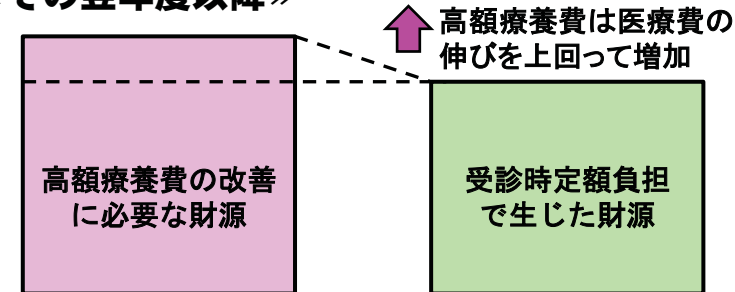 その翌年度以降»
高額療養費は医療費の
伸びを上回って増加
高額療養費の改善
に必要な財源
受診時定額負担
で生じた財源